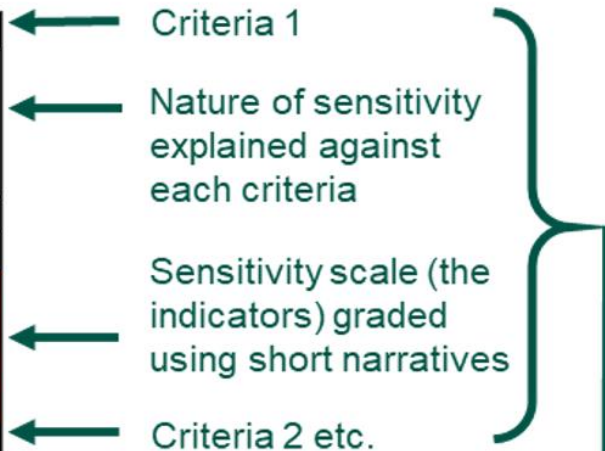 Criteria 1
Nature of sensitivity
explained against
each criteria
Sensitivity scale (the
indicators) graded
using short narratives
Criteria 2 etc.